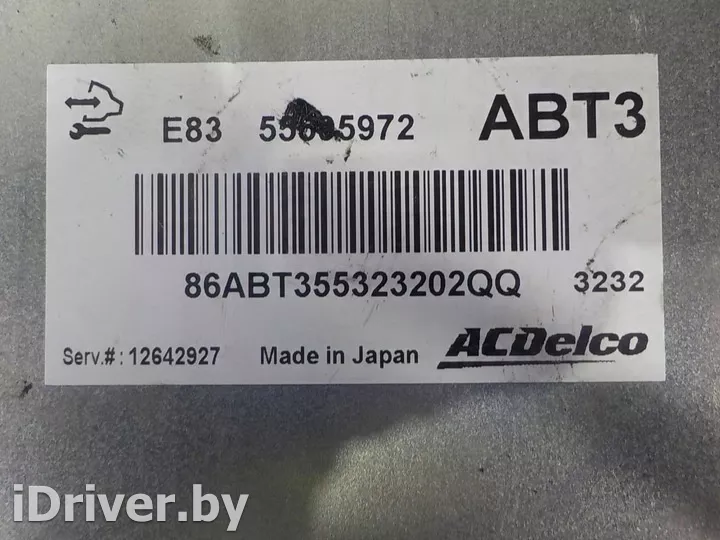 E83 ABT3
86ABT355323202QQ 3232
Serv.#: 12642927 Made in Japan ACDelco
iDriver.by